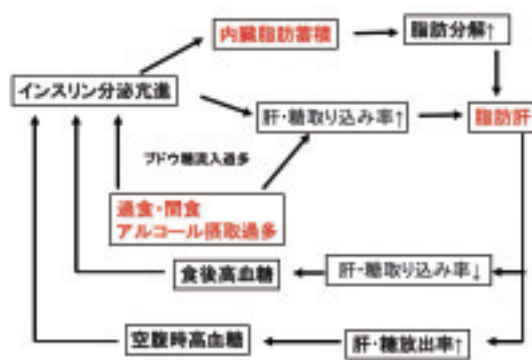 内臓脂肪蓄積
脂肪分解↑
インスリン分泌亢進
肝・糖取り込み率↑
脂肪肝
ブドウ糖流入過多
過食・間食
アルコール摂取過多
食後高血糖
肝・糖取り込み率↓
空腹時高血糖
肝・糖放出率↑